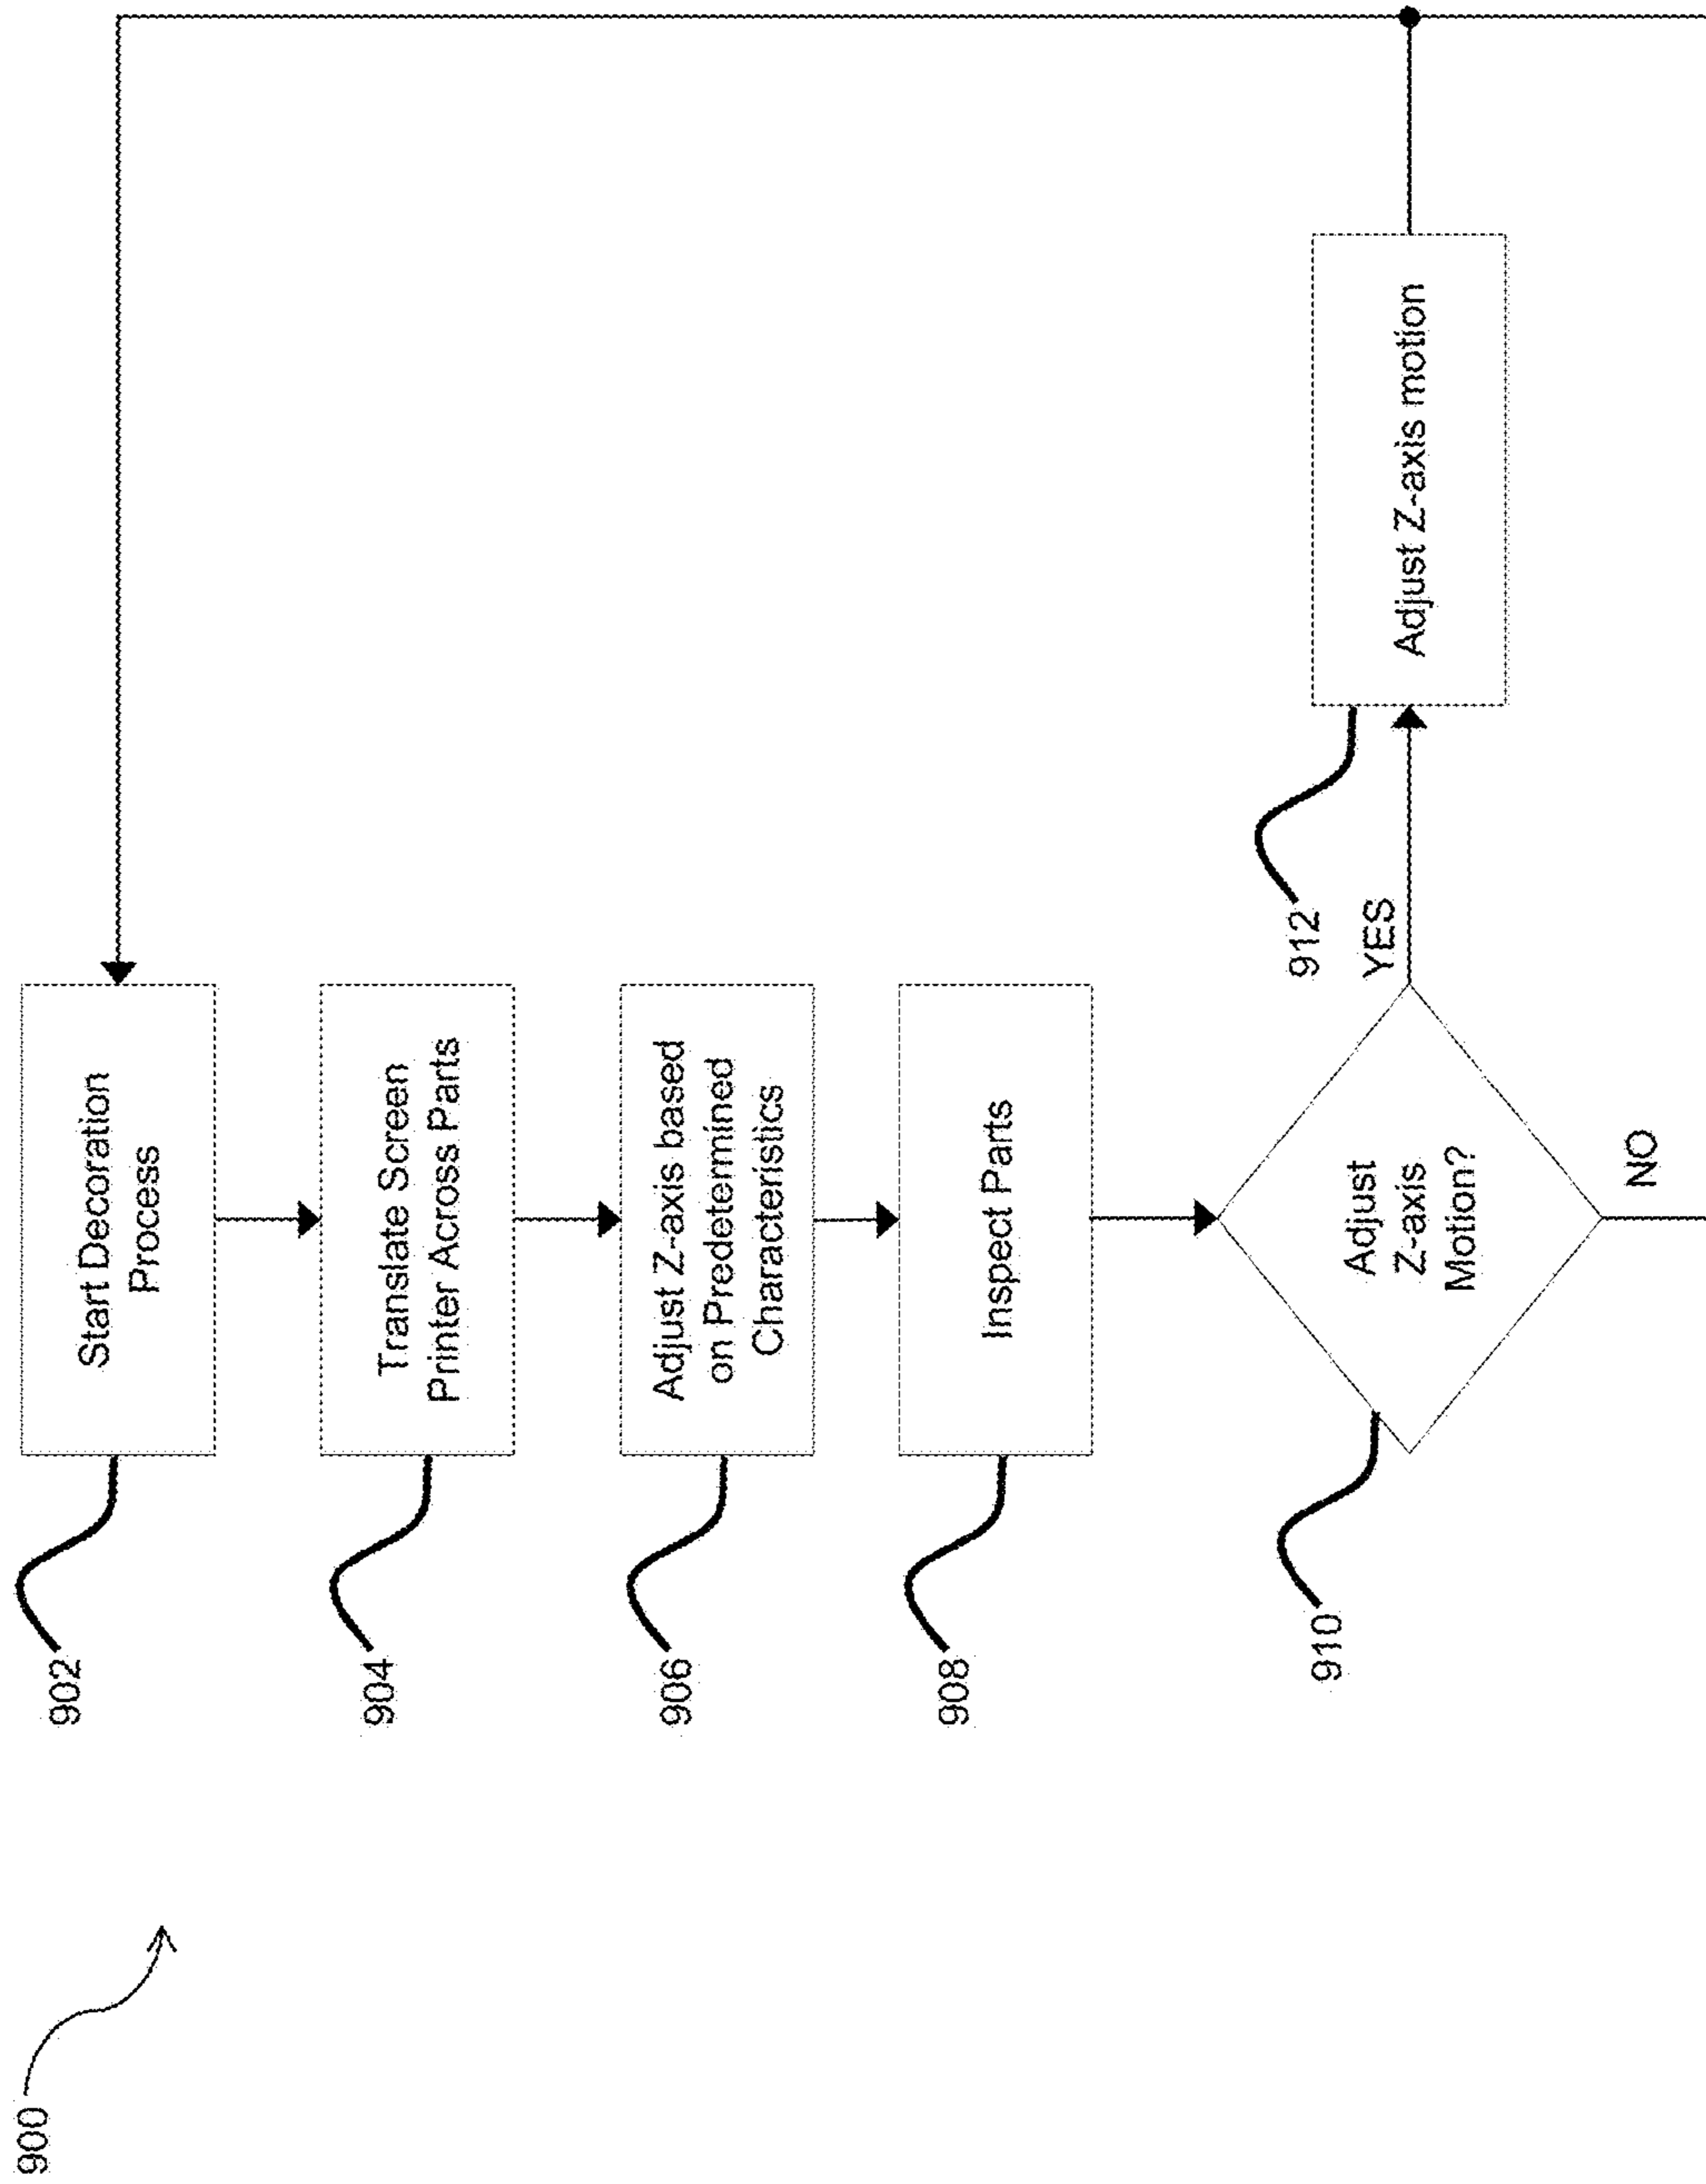 900
902
Start Decoration
Process
904
Translate Screen
Printer Across Parts
906
Adjust Z-axis based
on Predetermined
Characteristics
908
Inspect Parts
910
Adjust
Z-axis
Motion?
YES
NO
912
Adjust Z-axis motion